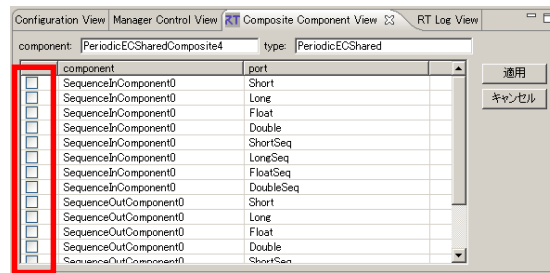 Configuration View Manager Control View RT Composite Component View RT Log View
component: PeriodicECSharedComposite4 type: PeriodicECShared
component port
適用
SequenceInComponent0 Short
キャンセル
SequenceInComponent0 Long
SequenceInComponent0 Float
SequenceInComponent0 Double
SequenceInComponent0 ShortSeq
SequenceInComponent0 LongSeq
SequenceInComponent0 FloatSeq
SequenceInComponent0 DoubleSeq
SequenceOutComponent0 Short
SequenceOutComponent0 Long
SequenceOutComponent0 Float
SequenceOutComponent0 Double
SequenceOutComponent0 ShortSeq